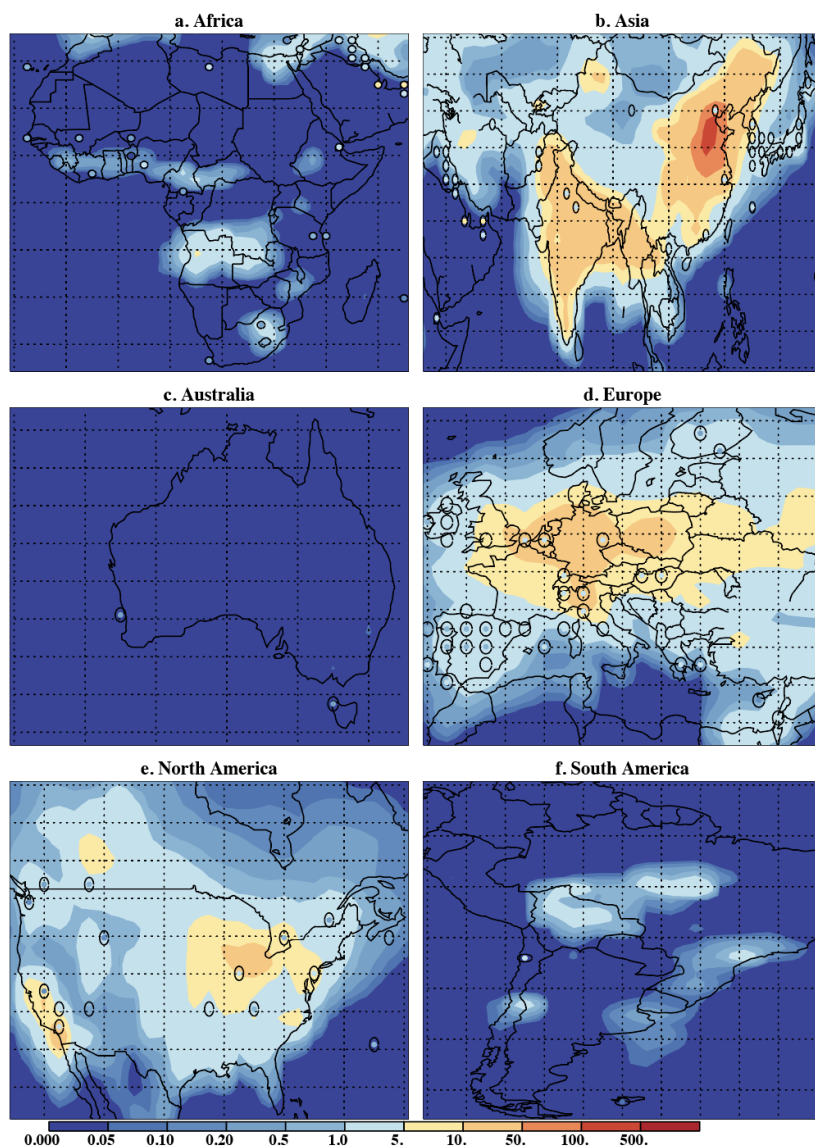 a. Africa
b. Asia
c. Australia
d. Europe
e. North America
f. South America
0.000 0.05 0.10 0.20 0.5 1.0 5. 10. 50. 100. 500.